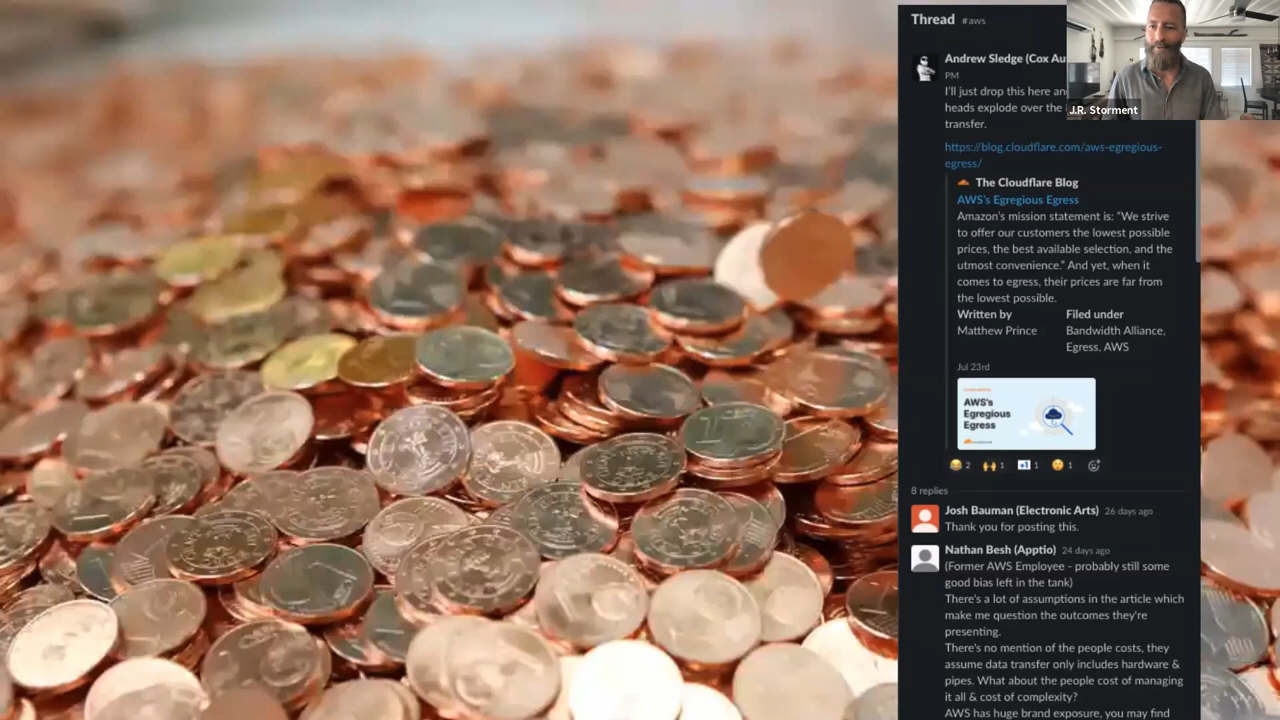 Thread #aws
J.R. Storment
Andrew Sledge (Cox Au
PM
I'll just drop this here an
heads explode over the
transfer.
https://blog.cloudflare.com/aws-egregious-
egress/
The Cloudflare Blog
AWS's Egregious Egress
Amazon's mission statement is: "We strive
to offer our customers the lowest possible
prices, the best available selection, and the
utmost convenience." And yet, when it
comes to egress, their prices are far from
the lowest possible.
Written by Filed under
Matthew Prince Bandwidth Alliance,
Egress, AWS
Jul 23rd
AWS's
Egregious
Egress
2 1 1 1
8 replies
Josh Bauman (Electronic Arts) 26 days ago
Thank you for posting this.
Nathan Besh (Apptio) 24 days ago
(Former AWS Employee - probably still some
good bias left in the tank)
There's a lot of assumptions in the article which
make me question the outcomes they're
presenting.
There's no mention of the people costs, they
assume data transfer only includes hardware &
pipes. What about the people cost of managing
it all & cost of complexity?
AWS has huge brand exposure, you may find